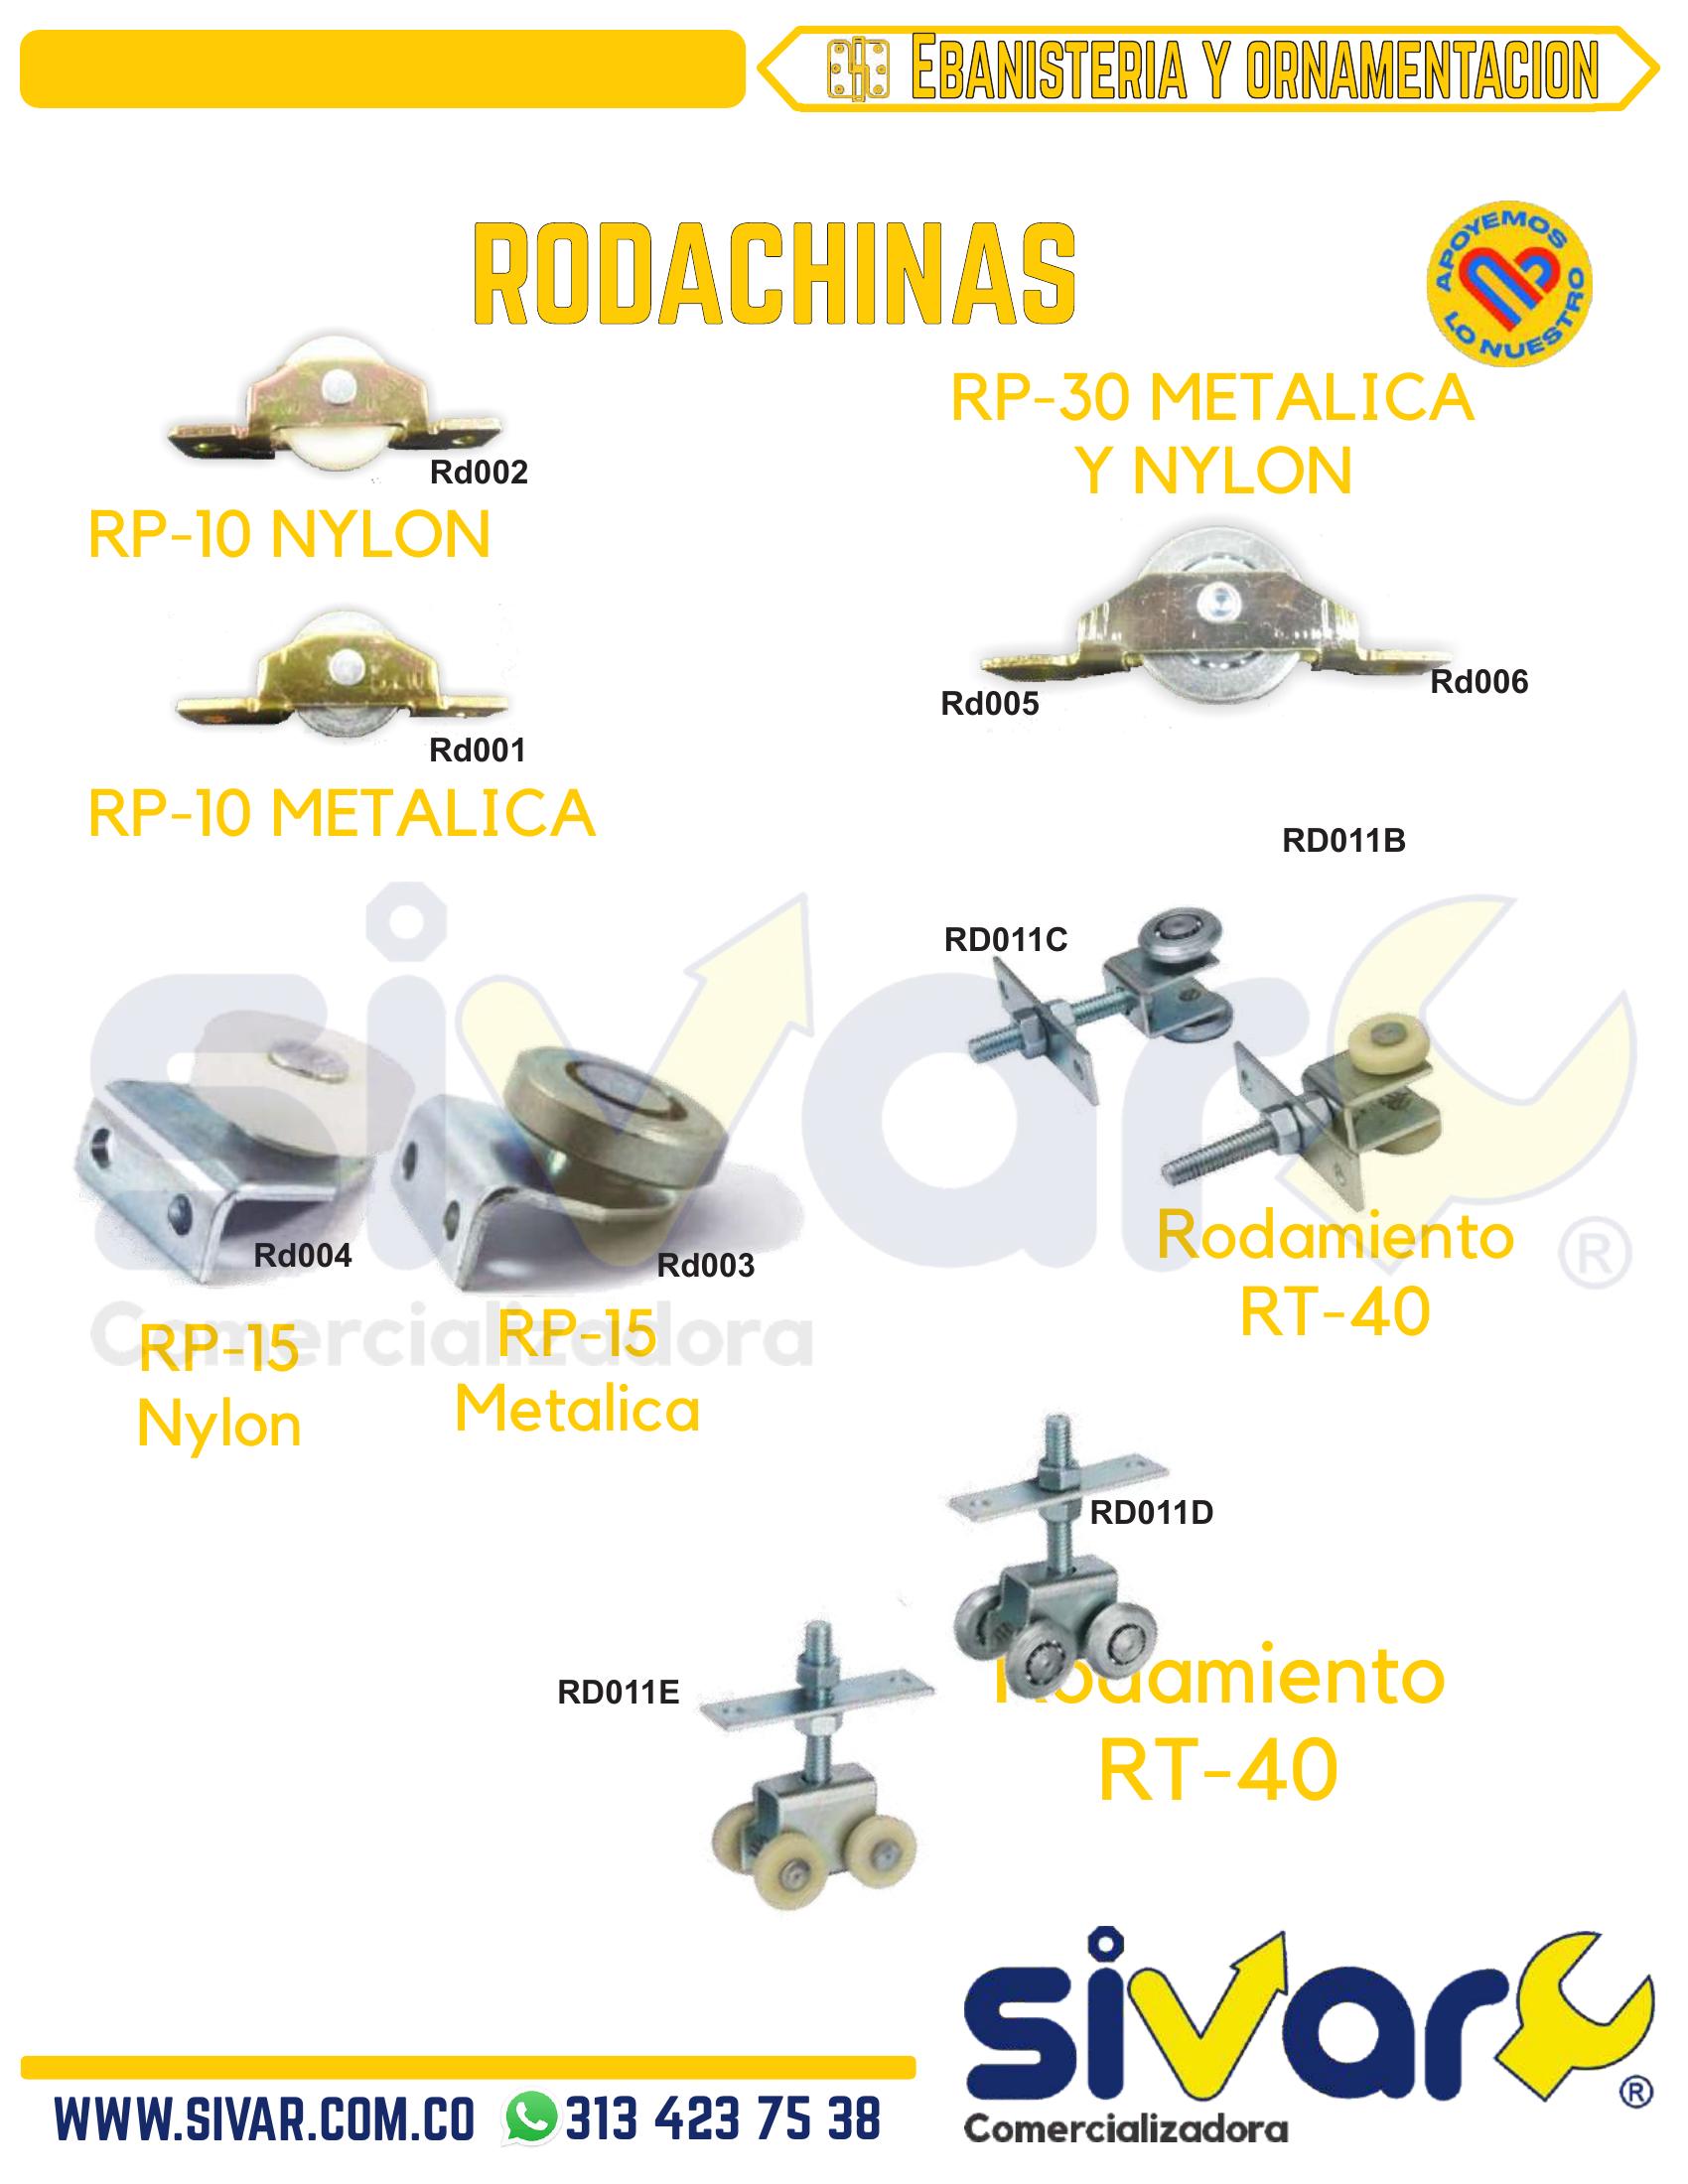 EBANISTERIA Y ORNAMENTACION
RODACHINAS
APOYEMOS
LO NUESTRO
Rd002
RP-10 NYLON
Rd001
RP-10 METALICA
RP-30 METALICA
Y NYLON
Rd005
Rd006
RD011B
RD011C
Rodamiento
RT-40
sivar
®
Comercializadora
Rd004
RP-15
Nylon
Rd003
RP-15
Metalica
RD011D
RD011E
Rodamiento
RT-40
sivar
®
Comercializadora
WWW.SIVAR.COM.CO
313 423 75 38